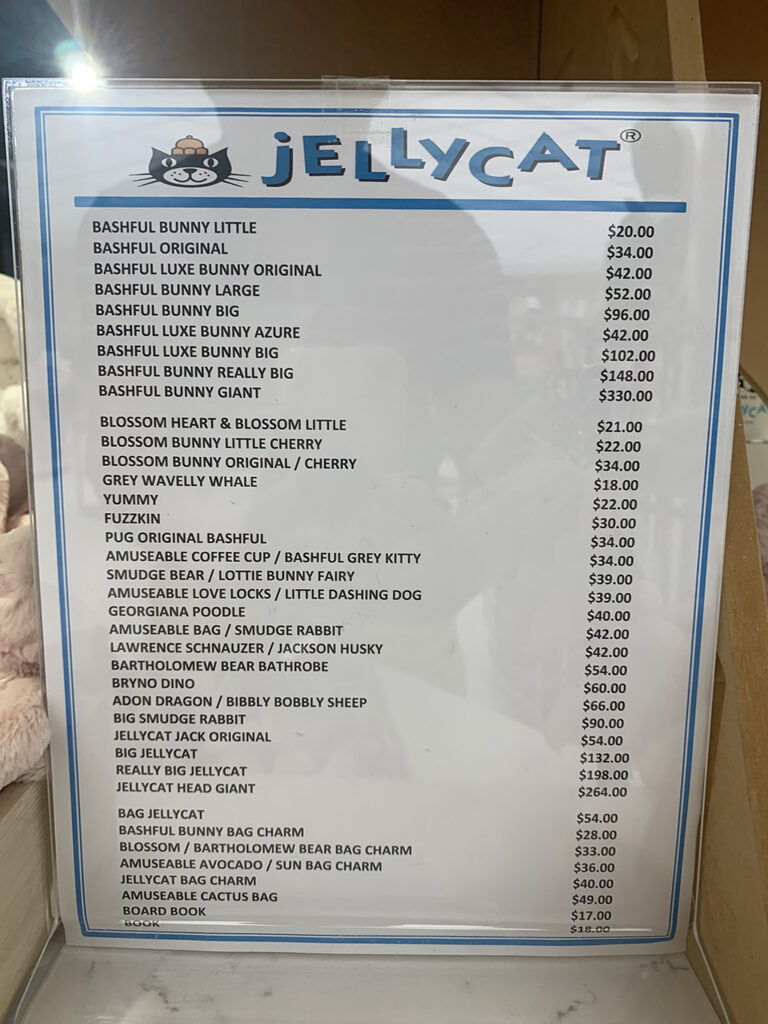 JELLYCAT®
BASHFUL BUNNY LITTLE $20.00
BASHFUL ORIGINAL $34.00
BASHFUL LUXE BUNNY ORIGINAL $42.00
BASHFUL BUNNY LARGE $52.00
BASHFUL BUNNY BIG $96.00
BASHFUL LUXE BUNNY AZURE $42.00
BASHFUL LUXE BUNNY BIG $102.00
BASHFUL BUNNY REALLY BIG $148.00
BASHFUL BUNNY GIANT $330.00
BLOSSOM HEART & BLOSSOM LITTLE $21.00
BLOSSOM BUNNY LITTLE CHERRY $22.00
BLOSSOM BUNNY ORIGINAL / CHERRY $34.00
GREY WAVELLY WHALE $18.00
YUMMY $22.00
FUZZKIN $30.00
PUG ORIGINAL BASHFUL $34.00
AMUSEABLE COFFEE CUP / BASHFUL GREY KITTY $34.00
SMUDGE BEAR / LOTTIE BUNNY FAIRY $39.00
AMUSEABLE LOVE LOCKS / LITTLE DASHING DOG $39.00
GEORGIANA POODLE $40.00
AMUSEABLE BAG / SMUDGE RABBIT $42.00
LAWRENCE SCHNAUZER / JACKSON HUSKY $42.00
BARTHOLOMEW BEAR BATHROBE $54.00
BRYNO DINO $60.00
ADON DRAGON / BIBBLY BOBBLY SHEEP $66.00
BIG SMUDGE RABBIT $90.00
JELLYCAT JACK ORIGINAL $54.00
BIG JELLYCAT $132.00
REALLY BIG JELLYCAT $198.00
JELLYCAT HEAD GIANT $264.00
BAG JELLYCAT $54.00
BASHFUL BUNNY BAG CHARM $28.00
BLOSSOM / BARTHOLOMEW BEAR BAG CHARM $33.00
AMUSEABLE AVOCADO / SUN BAG CHARM $36.00
JELLYCAT BAG CHARM $40.00
AMUSEABLE CACTUS BAG $49.00
BOARD BOOK $17.00
BOOK $18.00